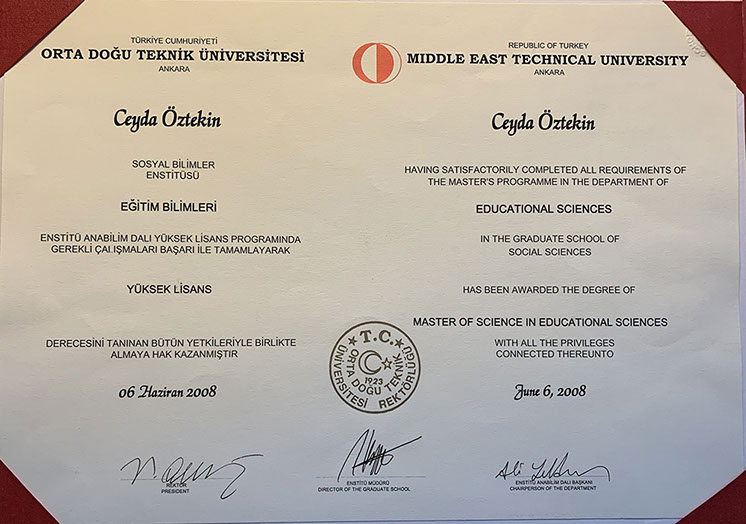 TÜRKİYE CUMHURİYETİ
ORTA DOĞU TEKNİK ÜNİVERSİTESİ
ANKARA
Ceyda Öztekin
SOSYAL BİLİMLER
ENSTİTÜSÜ
EĞİTİM BİLİMLERİ
ENSTİTÜ ANABİLİM DALI YÜKSEK LİSANS PROGRAMINDA
GEREKLİ ÇALIŞMALARI BAŞARI İLE TAMAMLAYARAK
YÜKSEK LİSANS
DERECESİNİ TANINAN BÜTÜN YETKİLERİYLE BİRLİKTE
ALMAYA HAK KAZANMIŞTIR
06 Haziran 2008
REPUBLIC OF TURKEY
MIDDLE EAST TECHNICAL UNIVERSITY
ANKARA
Ceyda Öztekin
HAVING SATISFACTORILY COMPLETED ALL REQUIREMENTS OF
THE MASTER'S PROGRAMME IN THE DEPARTMENT OF
EDUCATIONAL SCIENCES
IN THE GRADUATE SCHOOL OF
SOCIAL SCIENCES
HAS BEEN AWARDED THE DEGREE OF
MASTER OF SCIENCE IN EDUCATIONAL SCIENCES
WITH ALL THE PRIVILEGES
CONNECTED THEREUNTO
June 6, 2008
T.C.
ORTA DOĞU TEKNİK
ÜNİVERSİTESİ REKTÖRLÜĞÜ
1923
REKTÖR
PRESIDENT
ENSTİTÜ MÜDÜRÜ
DIRECTOR OF THE GRADUATE SCHOOL
ENSTİTÜ ANABİLİM DALI BAŞKANI
CHAIRPERSON OF THE DEPARTMENT